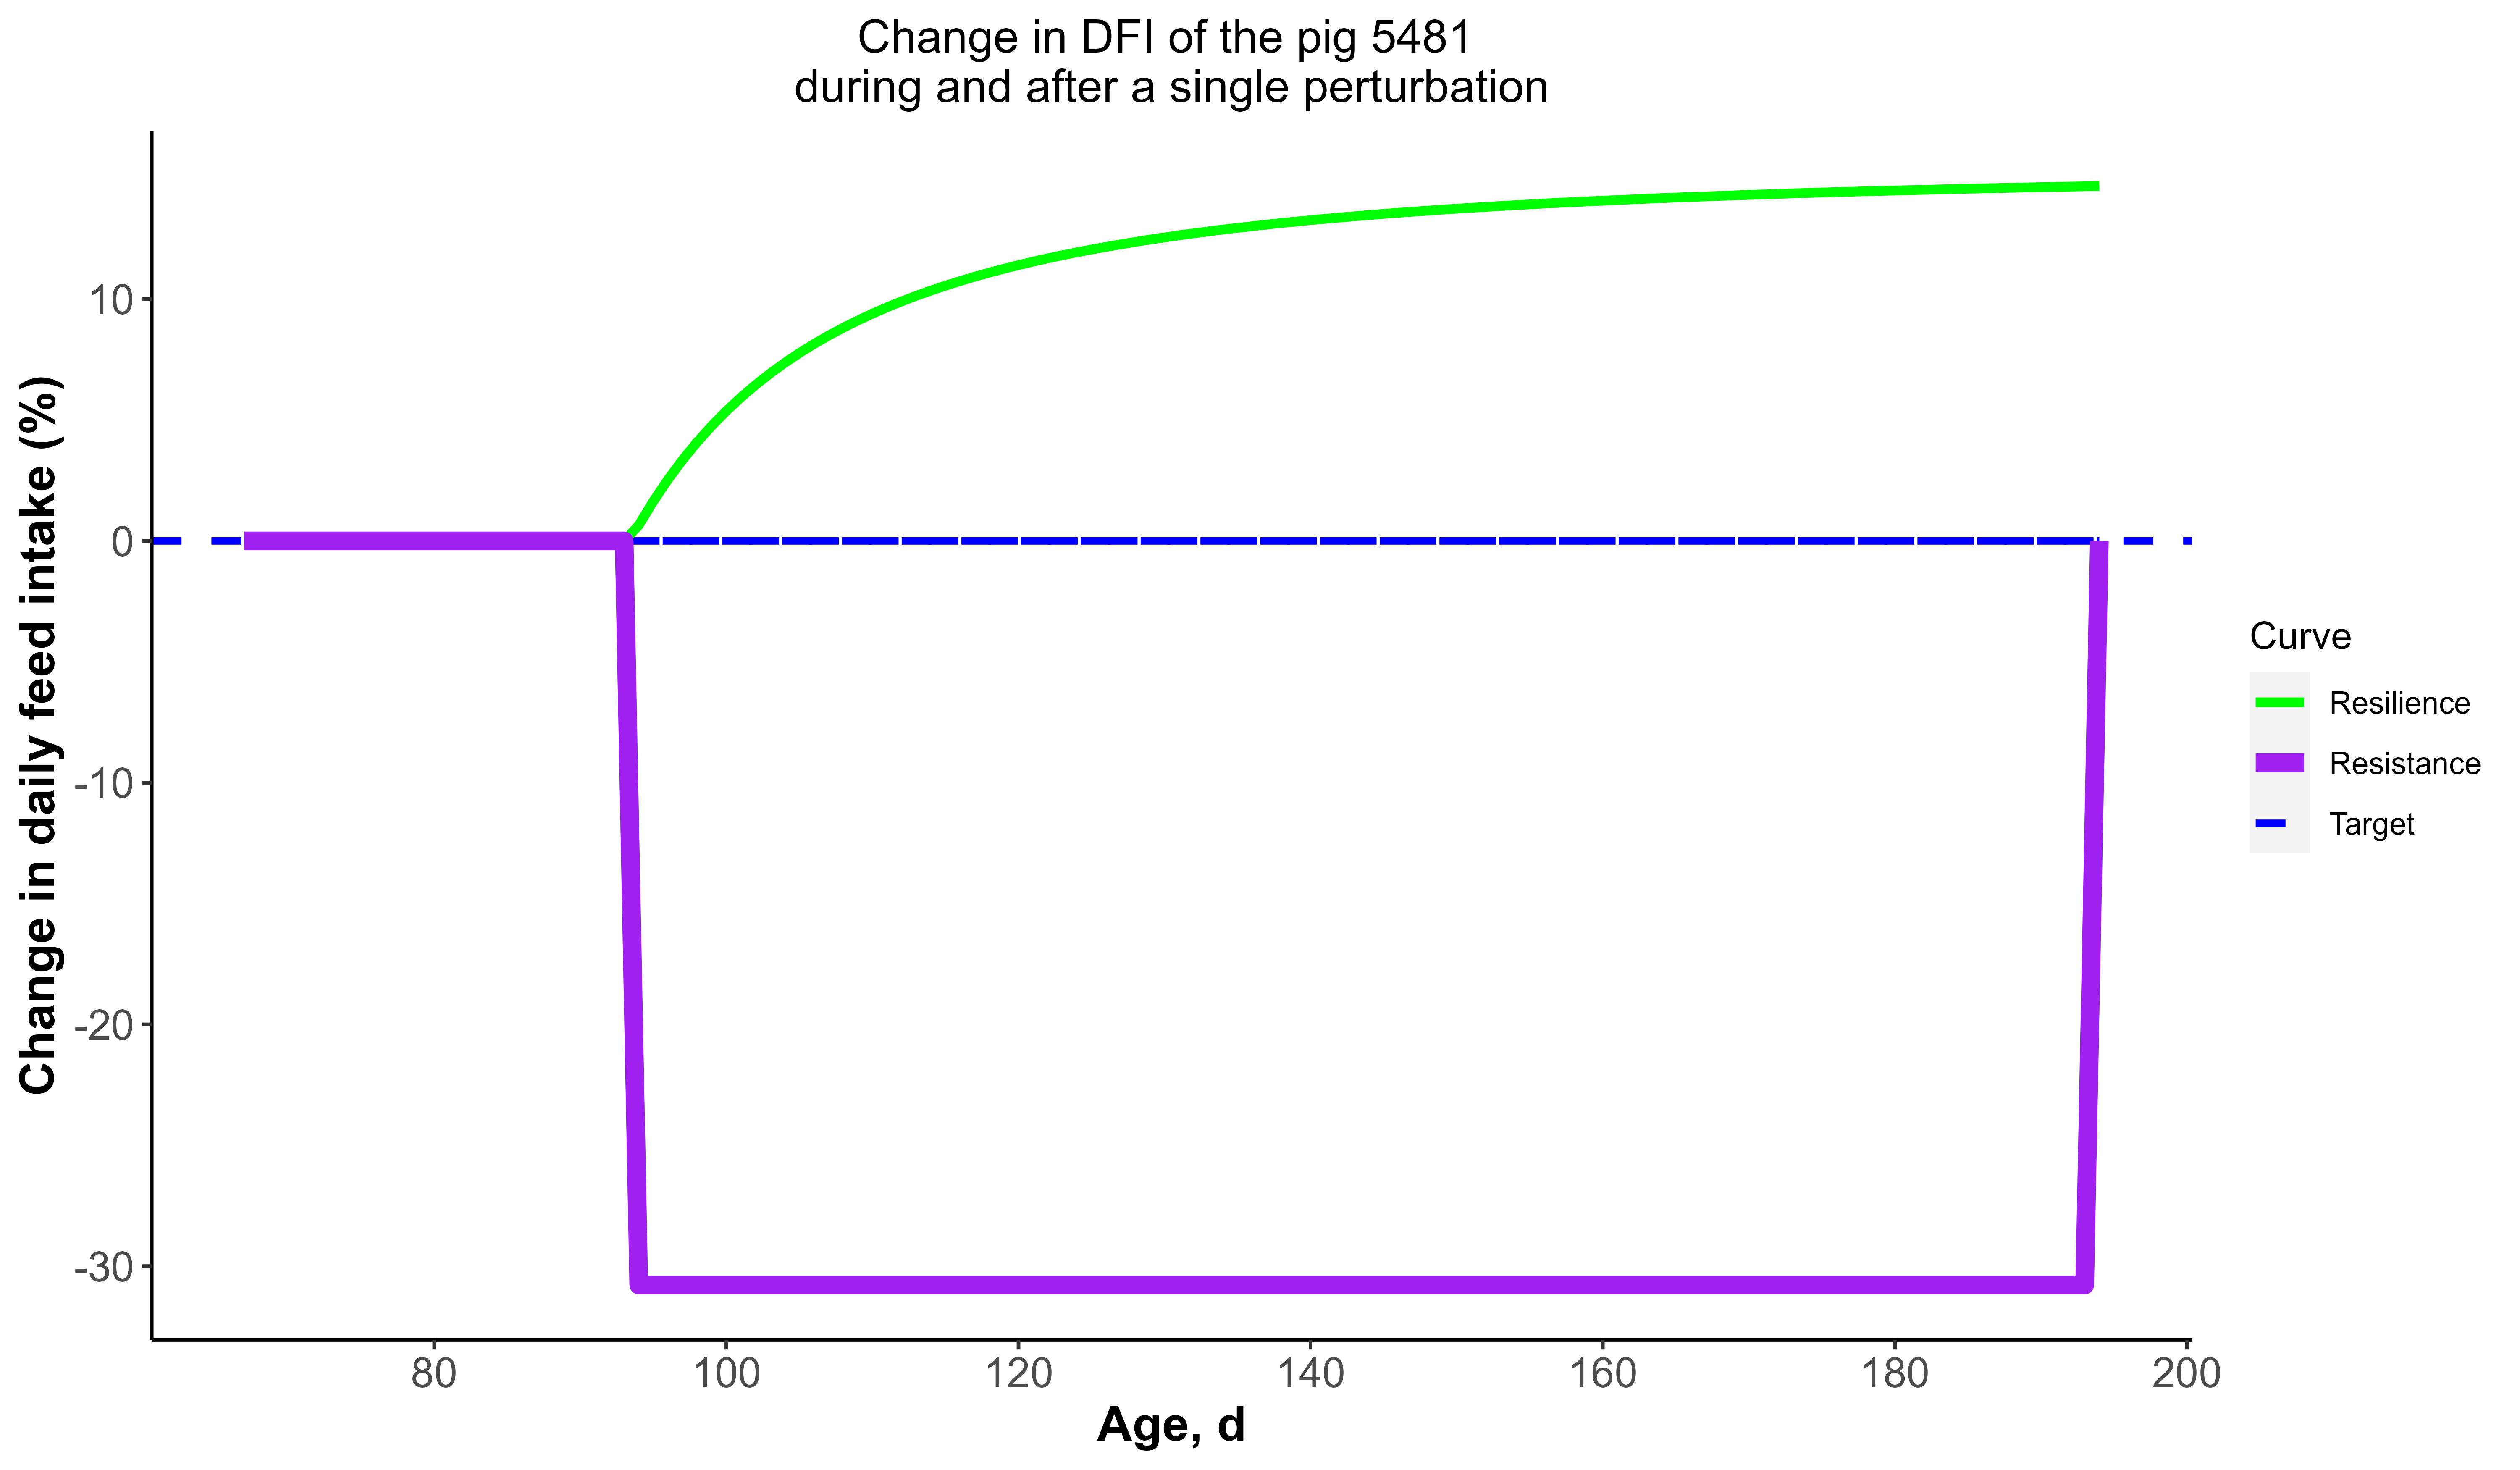 Change in DFI of the pig 5481
during and after a single perturbation
Change in daily feed intake (%)
10
0
-10
-20
-30
80
100
120
140
160
180
200
Age, d
Curve
Resilience
Resistance
Target